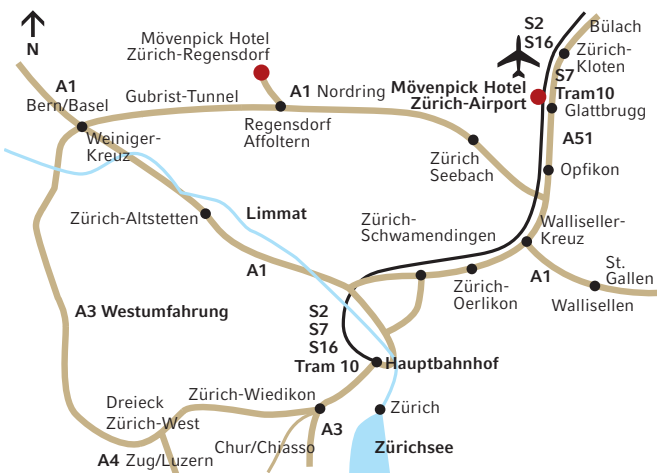 N
S2
S16
Bülach
Zürich-
Kloten
Mövenpick Hotel
Zürich-Regensdorf
A1
Bern/Basel
Gubrist-Tunnel
A1 Nordring
Mövenpick Hotel
Zürich-Airport
S7
Tram10
Glattbrugg
Weiniger-
Kreuz
Regensdorf
Affoltern
A51
Zürich
Seebach
Opfikon
Zürich-Altstetten
Limmat
Zürich-
Schwamendingen
Walliseller-
Kreuz
A1
Zürich-
Oerlikon
A1
St.
Gallen
Wallisellen
A3 Westumfahrung
S2
S7
S16
Tram 10
Hauptbahnhof
Dreieck
Zürich-West
Zürich-Wiedikon
Zürich
A3
Chur/Chiasso
Zürichsee
A4 Zug/Luzern